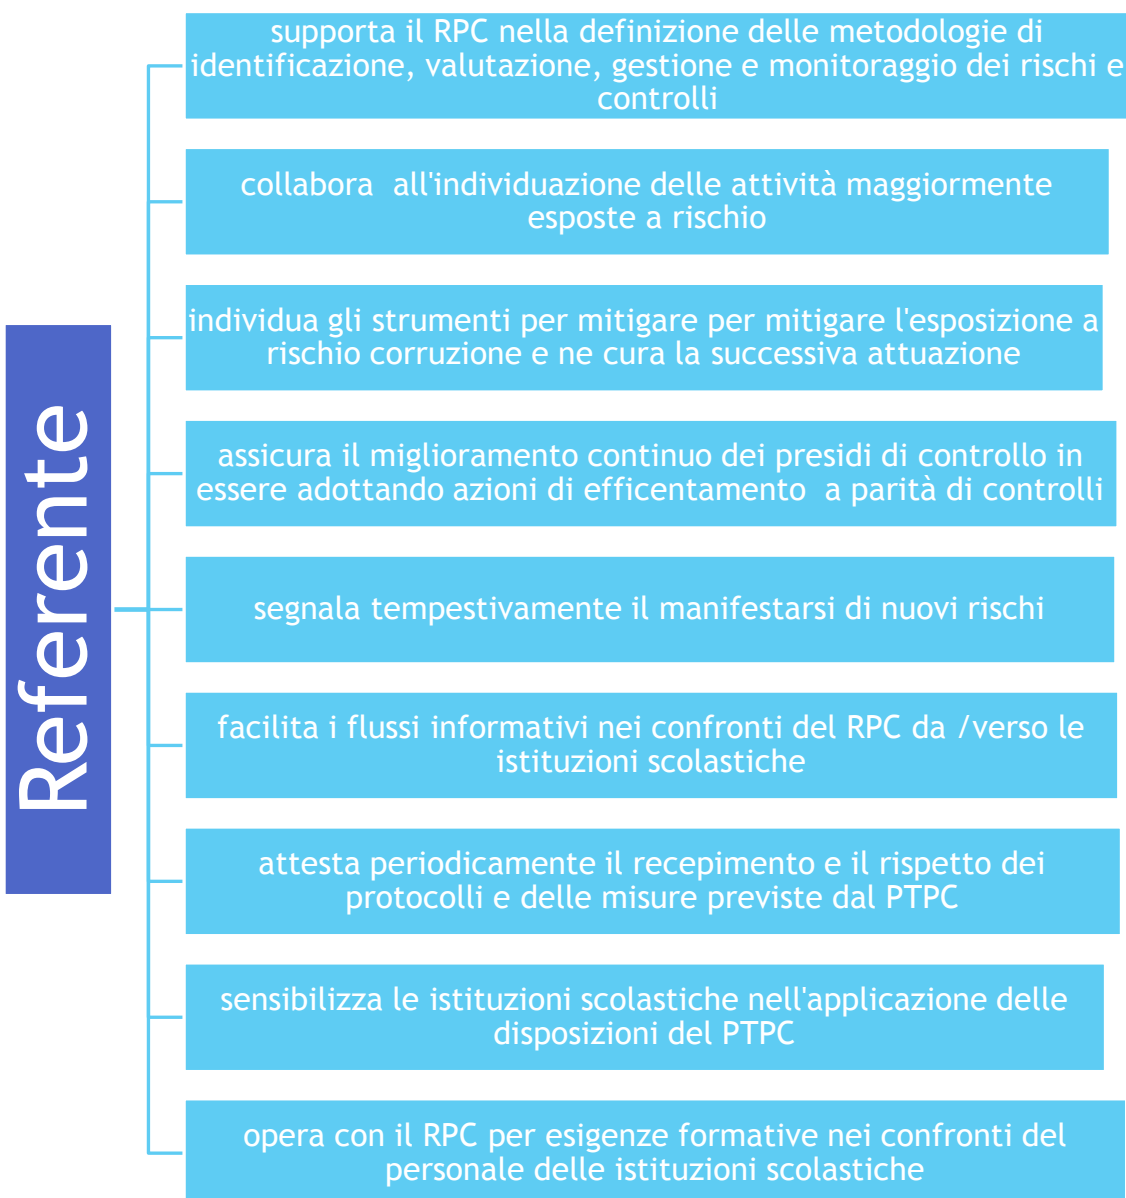 Referente
supporta il RPC nella definizione delle metodologie di
identificazione, valutazione, gestione e monitoraggio dei rischi e
controlli
collabora  all'individuazione delle attività maggiormente
esposte a rischio
individua gli strumenti per mitigare per mitigare l'esposizione a
rischio corruzione e ne cura la successiva attuazione
assicura il miglioramento continuo dei presidi di controllo in
essere adottando azioni di efficentamento  a parità di controlli
segnala tempestivamente il manifestarsi di nuovi rischi
facilita i flussi informativi nei confronti del RPC da /verso le
istituzioni scolastiche
attesta periodicamente il recepimento e il rispetto dei
protocolli e delle misure previste dal PTPC
sensibilizza le istituzioni scolastiche nell'applicazione delle
disposizioni del PTPC
opera con il RPC per esigenze formative nei confronti del
personale delle istituzioni scolastiche